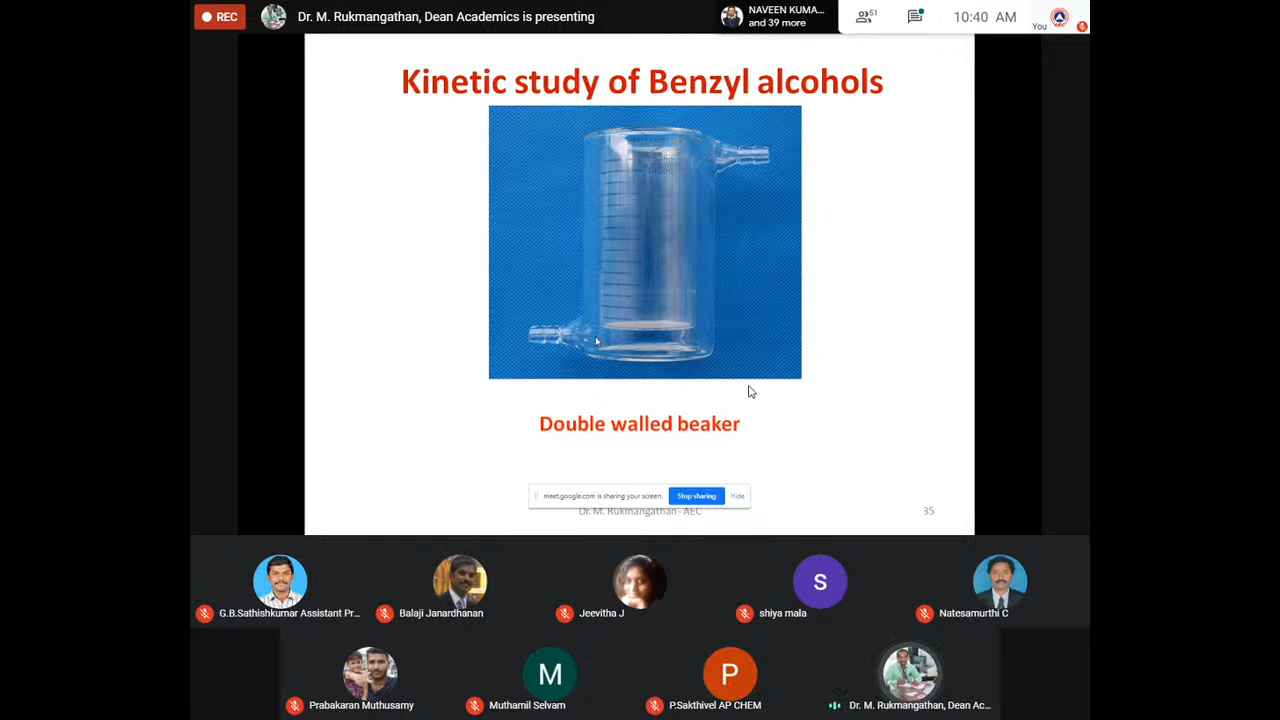 REC
Dr. M. Rukmangathan, Dean Academics is presenting
NAVEEN KUMA...
and 39 more
51
10:40 AM
You
Kinetic study of Benzyl alcohols
Double walled beaker
meet.google.com is sharing your screen.
Stop sharing
Hide
Dr. M. Rukmangathan - AEC
35
G.B.Sathishkumar Assistant Pr...
Balaji Janardhanan
Jeevitha J
S
shiya mala
Natesamurthi C
Prabakaran Muthusamy
M
Muthamil Selvam
P
P.Sakthivel AP CHEM
Dr. M. Rukmangathan, Dean Ac...